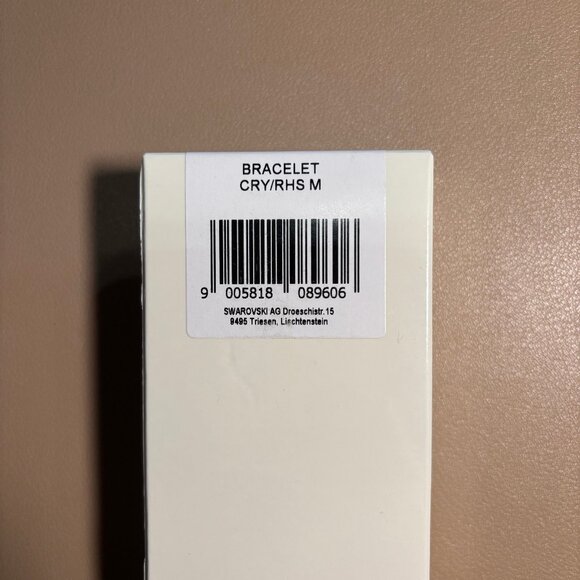 BRACELET
CRY/RHS M
9 005818 089606
SWAROVSKI AG Droeschistr.15
9495 Triesen, Liechtenstein